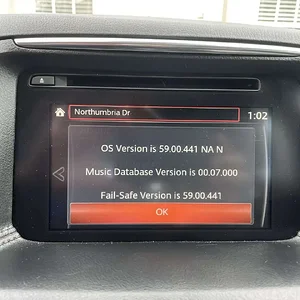 Northumbria Dr
1:02
OS Version is 59.00.441 NA N
Music Database Version is 00.07.000
Fail-Safe Version is 59.00.441
OK